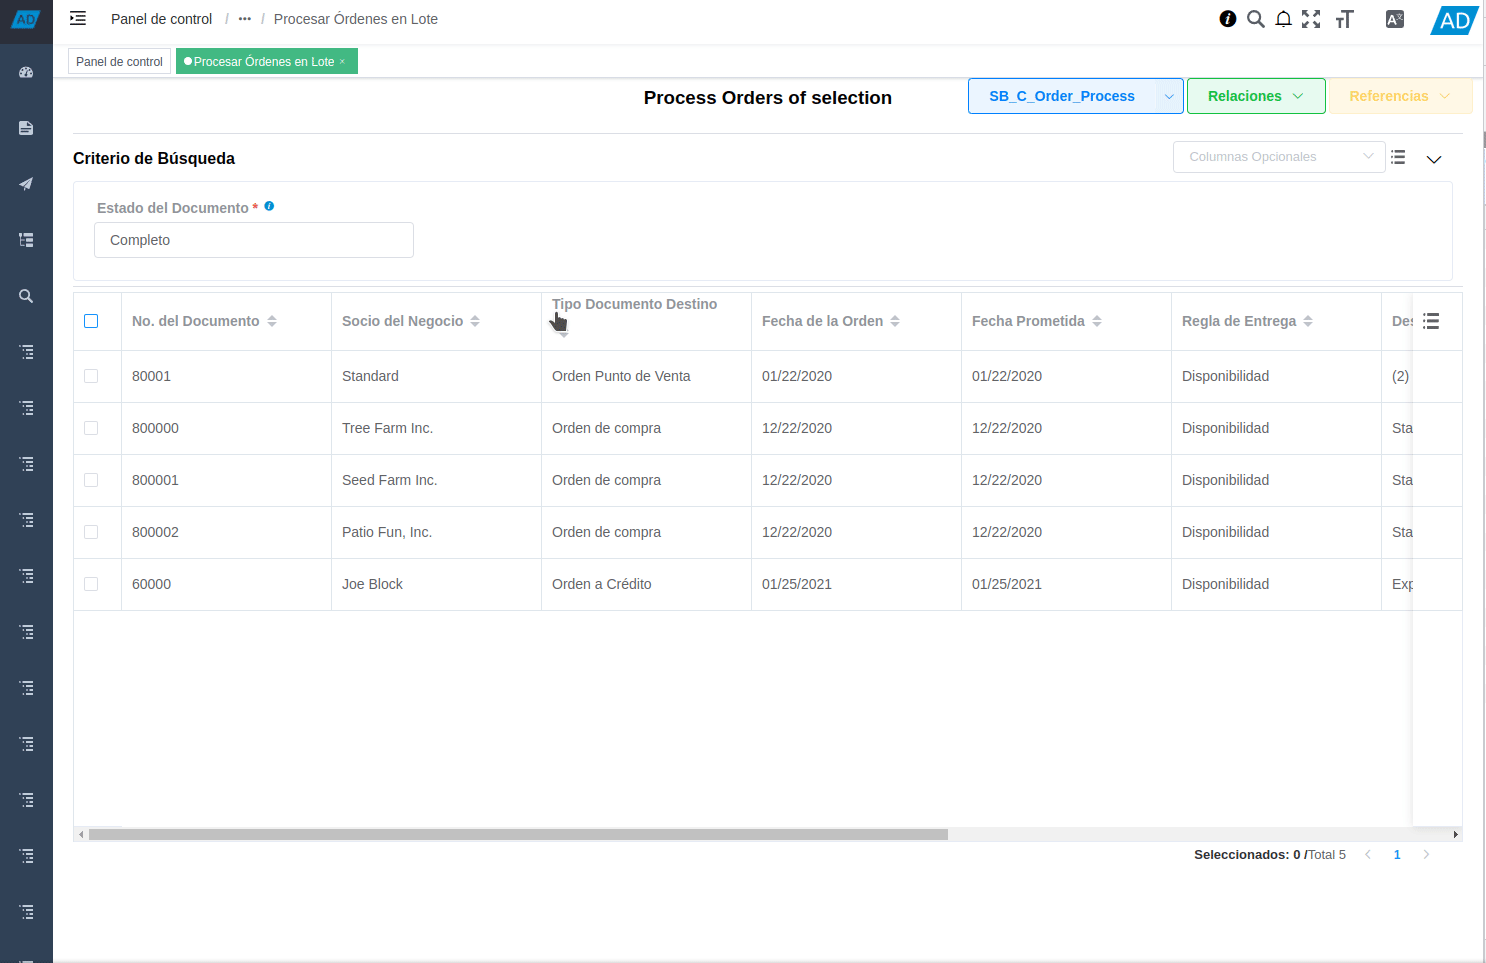 AD
Panel de control / ••• / Procesar Órdenes en Lote
AD
Panel de control
Procesar Órdenes en Lote ×
Process Orders of selection
SB_C_Order_Process
Relaciones
Referencias
Criterio de Búsqueda
Columnas Opcionales
Estado del Documento *
Completo
No. del Documento Socio del Negocio Tipo Documento Destino Fecha de la Orden Fecha Prometida Regla de Entrega Des
80001 Standard Orden Punto de Venta 01/22/2020 01/22/2020 Disponibilidad (2)
800000 Tree Farm Inc. Orden de compra 12/22/2020 12/22/2020 Disponibilidad Sta
800001 Seed Farm Inc. Orden de compra 12/22/2020 12/22/2020 Disponibilidad Sta
800002 Patio Fun, Inc. Orden de compra 12/22/2020 12/22/2020 Disponibilidad Sta
60000 Joe Block Orden a Crédito 01/25/2021 01/25/2021 Disponibilidad Exp
Seleccionados: 0 /Total 5 1